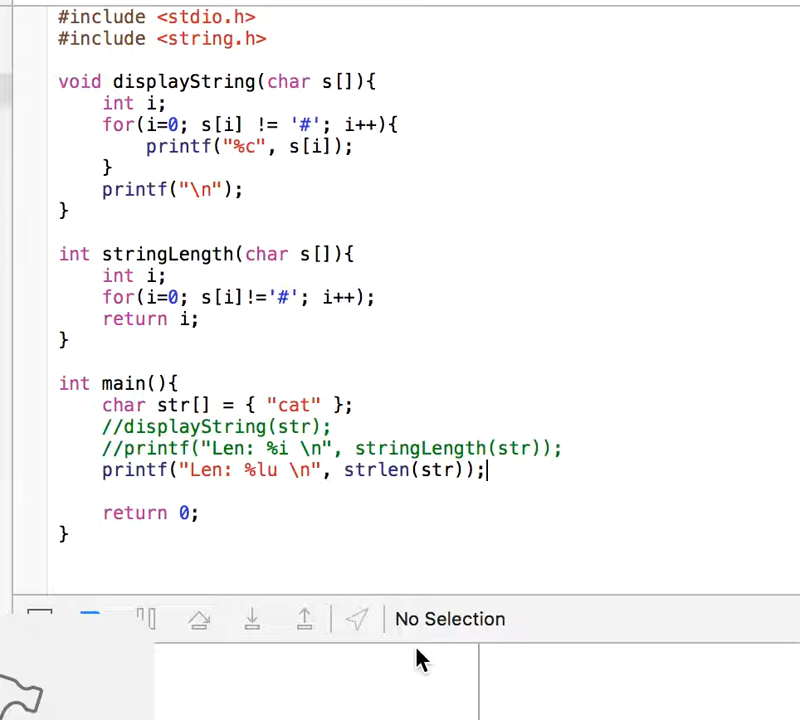 #include <stdio.h>
#include <string.h>
void displayString(char s[]){
    int i;
    for(i=0; s[i] != '#'; i++){
        printf("%c", s[i]);
    }
    printf("\n");
}
int stringLength(char s[]){
    int i;
    for(i=0; s[i]!='#'; i++);
    return i;
}
int main(){
    char str[] = { "cat" };
    //displayString(str);
    //printf("Len: %i \n", stringLength(str));
    printf("Len: %lu \n", strlen(str));
    return 0;
}
No Selection